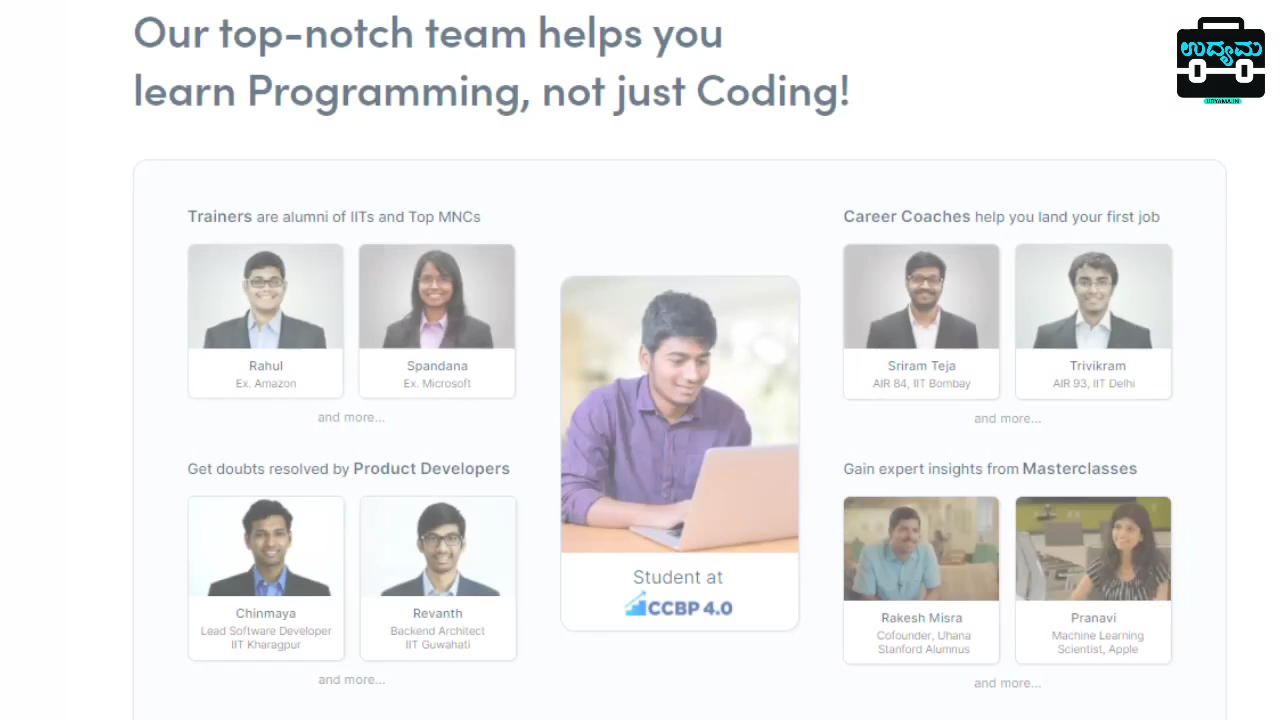 Our top-notch team helps you
learn Programming, not just Coding!
ಉದ್ಯಮ
UDYAMA.IN
Trainers are alumni of IITs and Top MNCs
Rahul
Ex. Amazon
Spandana
Ex. Microsoft
and more...
Get doubts resolved by Product Developers
Chinmaya
Lead Software Developer
IIT Kharagpur
Revanth
Backend Architect
IIT Guwahati
and more...
Student at
CCBP 4.0
Career Coaches help you land your first job
Sriram Teja
AIR 84, IIT Bombay
Trivikram
AIR 93, IIT Delhi
and more...
Gain expert insights from Masterclasses
Rakesh Misra
Cofounder, Uhana
Stanford Alumnus
Pranavi
Machine Learning
Scientist, Apple
and more...